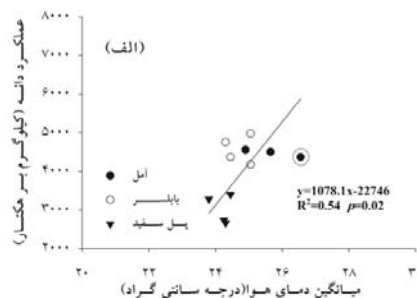 (الف)
عملکرد دانه (کیلوگرم بر هکتار)
۸۰۰۰
۷۰۰۰
۶۰۰۰
۵۰۰۰
۴۰۰۰
۳۰۰۰
۲۰۰۰
آمل
بابلسر
پل سفید
y=1078.1x-22746
R²=0.54 p=0.02
۲۰ ۲۲ ۲۴ ۲۶ ۲۸ ۳
میانگین دمای هوا(درجه سانتی گراد)